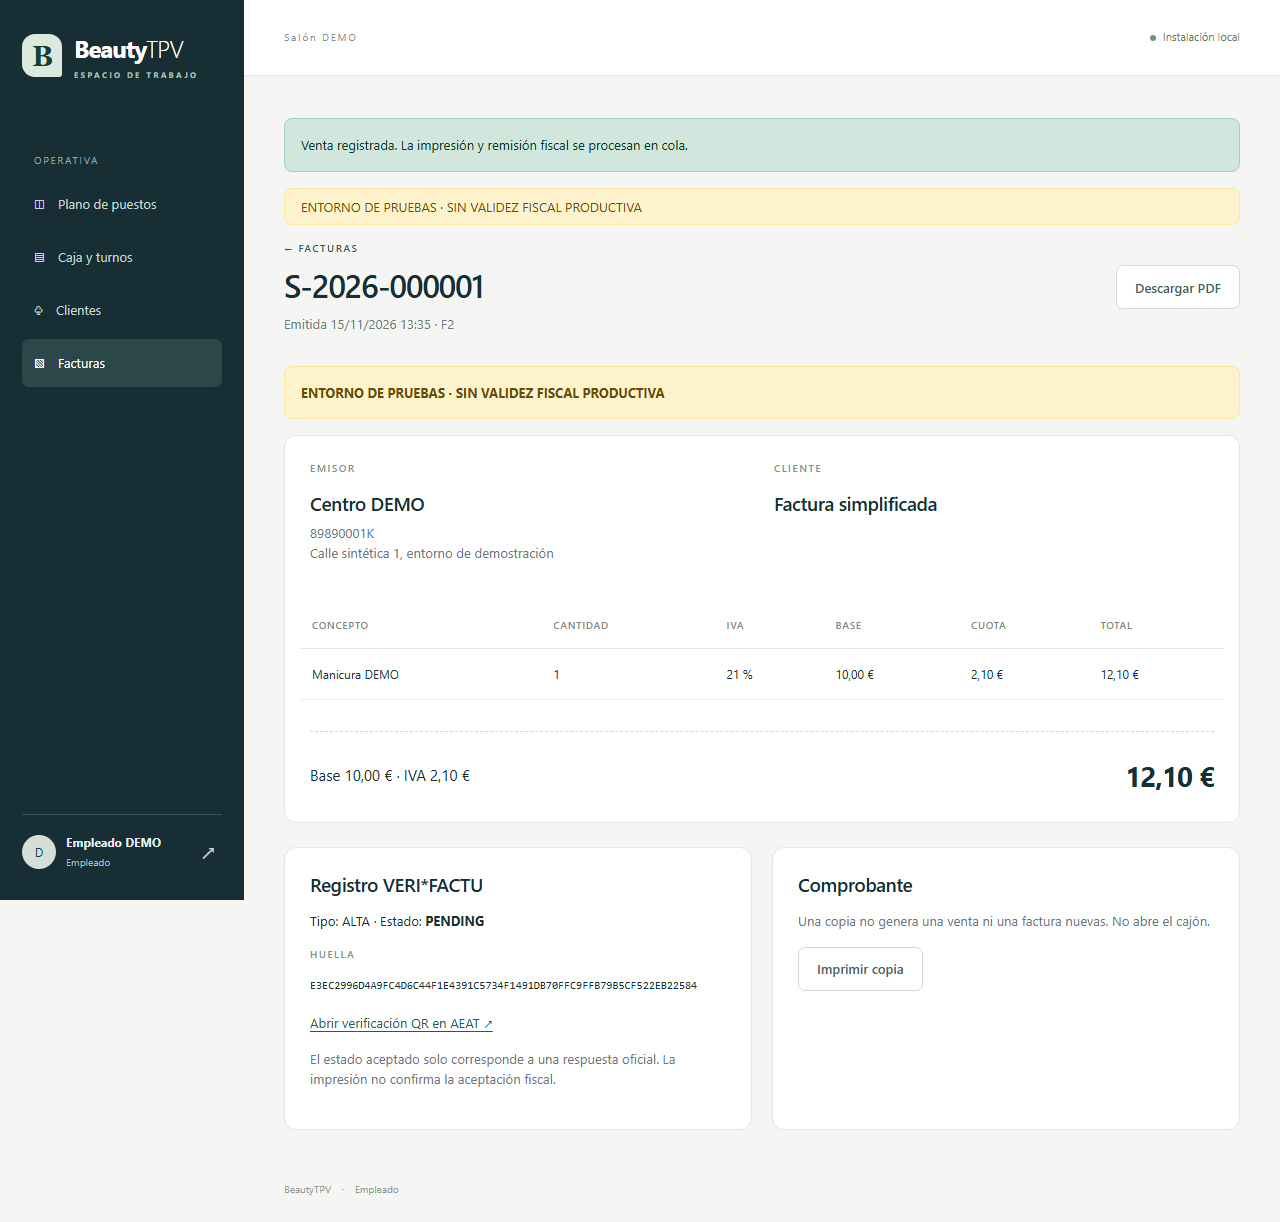 B
BeautyTPV
ESPACIO DE TRABAJO
OPERATIVA
Plano de puestos
Caja y turnos
Clientes
Facturas
D
Empleado DEMO
Empleado
↗
Salón DEMO
Instalación local
Venta registrada. La impresión y remisión fiscal se procesan en cola.
ENTORNO DE PRUEBAS · SIN VALIDEZ FISCAL PRODUCTIVA
← FACTURAS
S-2026-000001
Descargar PDF
Emitida 15/11/2026 13:35 · F2
ENTORNO DE PRUEBAS · SIN VALIDEZ FISCAL PRODUCTIVA
EMISOR
Centro DEMO
89890001K
Calle sintética 1, entorno de demostración
CLIENTE
Factura simplificada
CONCEPTO CANTIDAD IVA BASE CUOTA TOTAL
Manicura DEMO 1 21 % 10,00 € 2,10 € 12,10 €
Base 10,00 € · IVA 2,10 € 12,10 €
Registro VERI*FACTU
Tipo: ALTA · Estado: PENDING
HUELLA
E3EC2996D4A9FC4D6C44F1E4391C5734F1491DB70FFC9FFB79B5CF522EB22584
Abrir verificación QR en AEAT ↗
El estado aceptado solo corresponde a una respuesta oficial. La
impresión no confirma la aceptación fiscal.
Comprobante
Una copia no genera una venta ni una factura nuevas. No abre el cajón.
Imprimir copia
BeautyTPV · Empleado